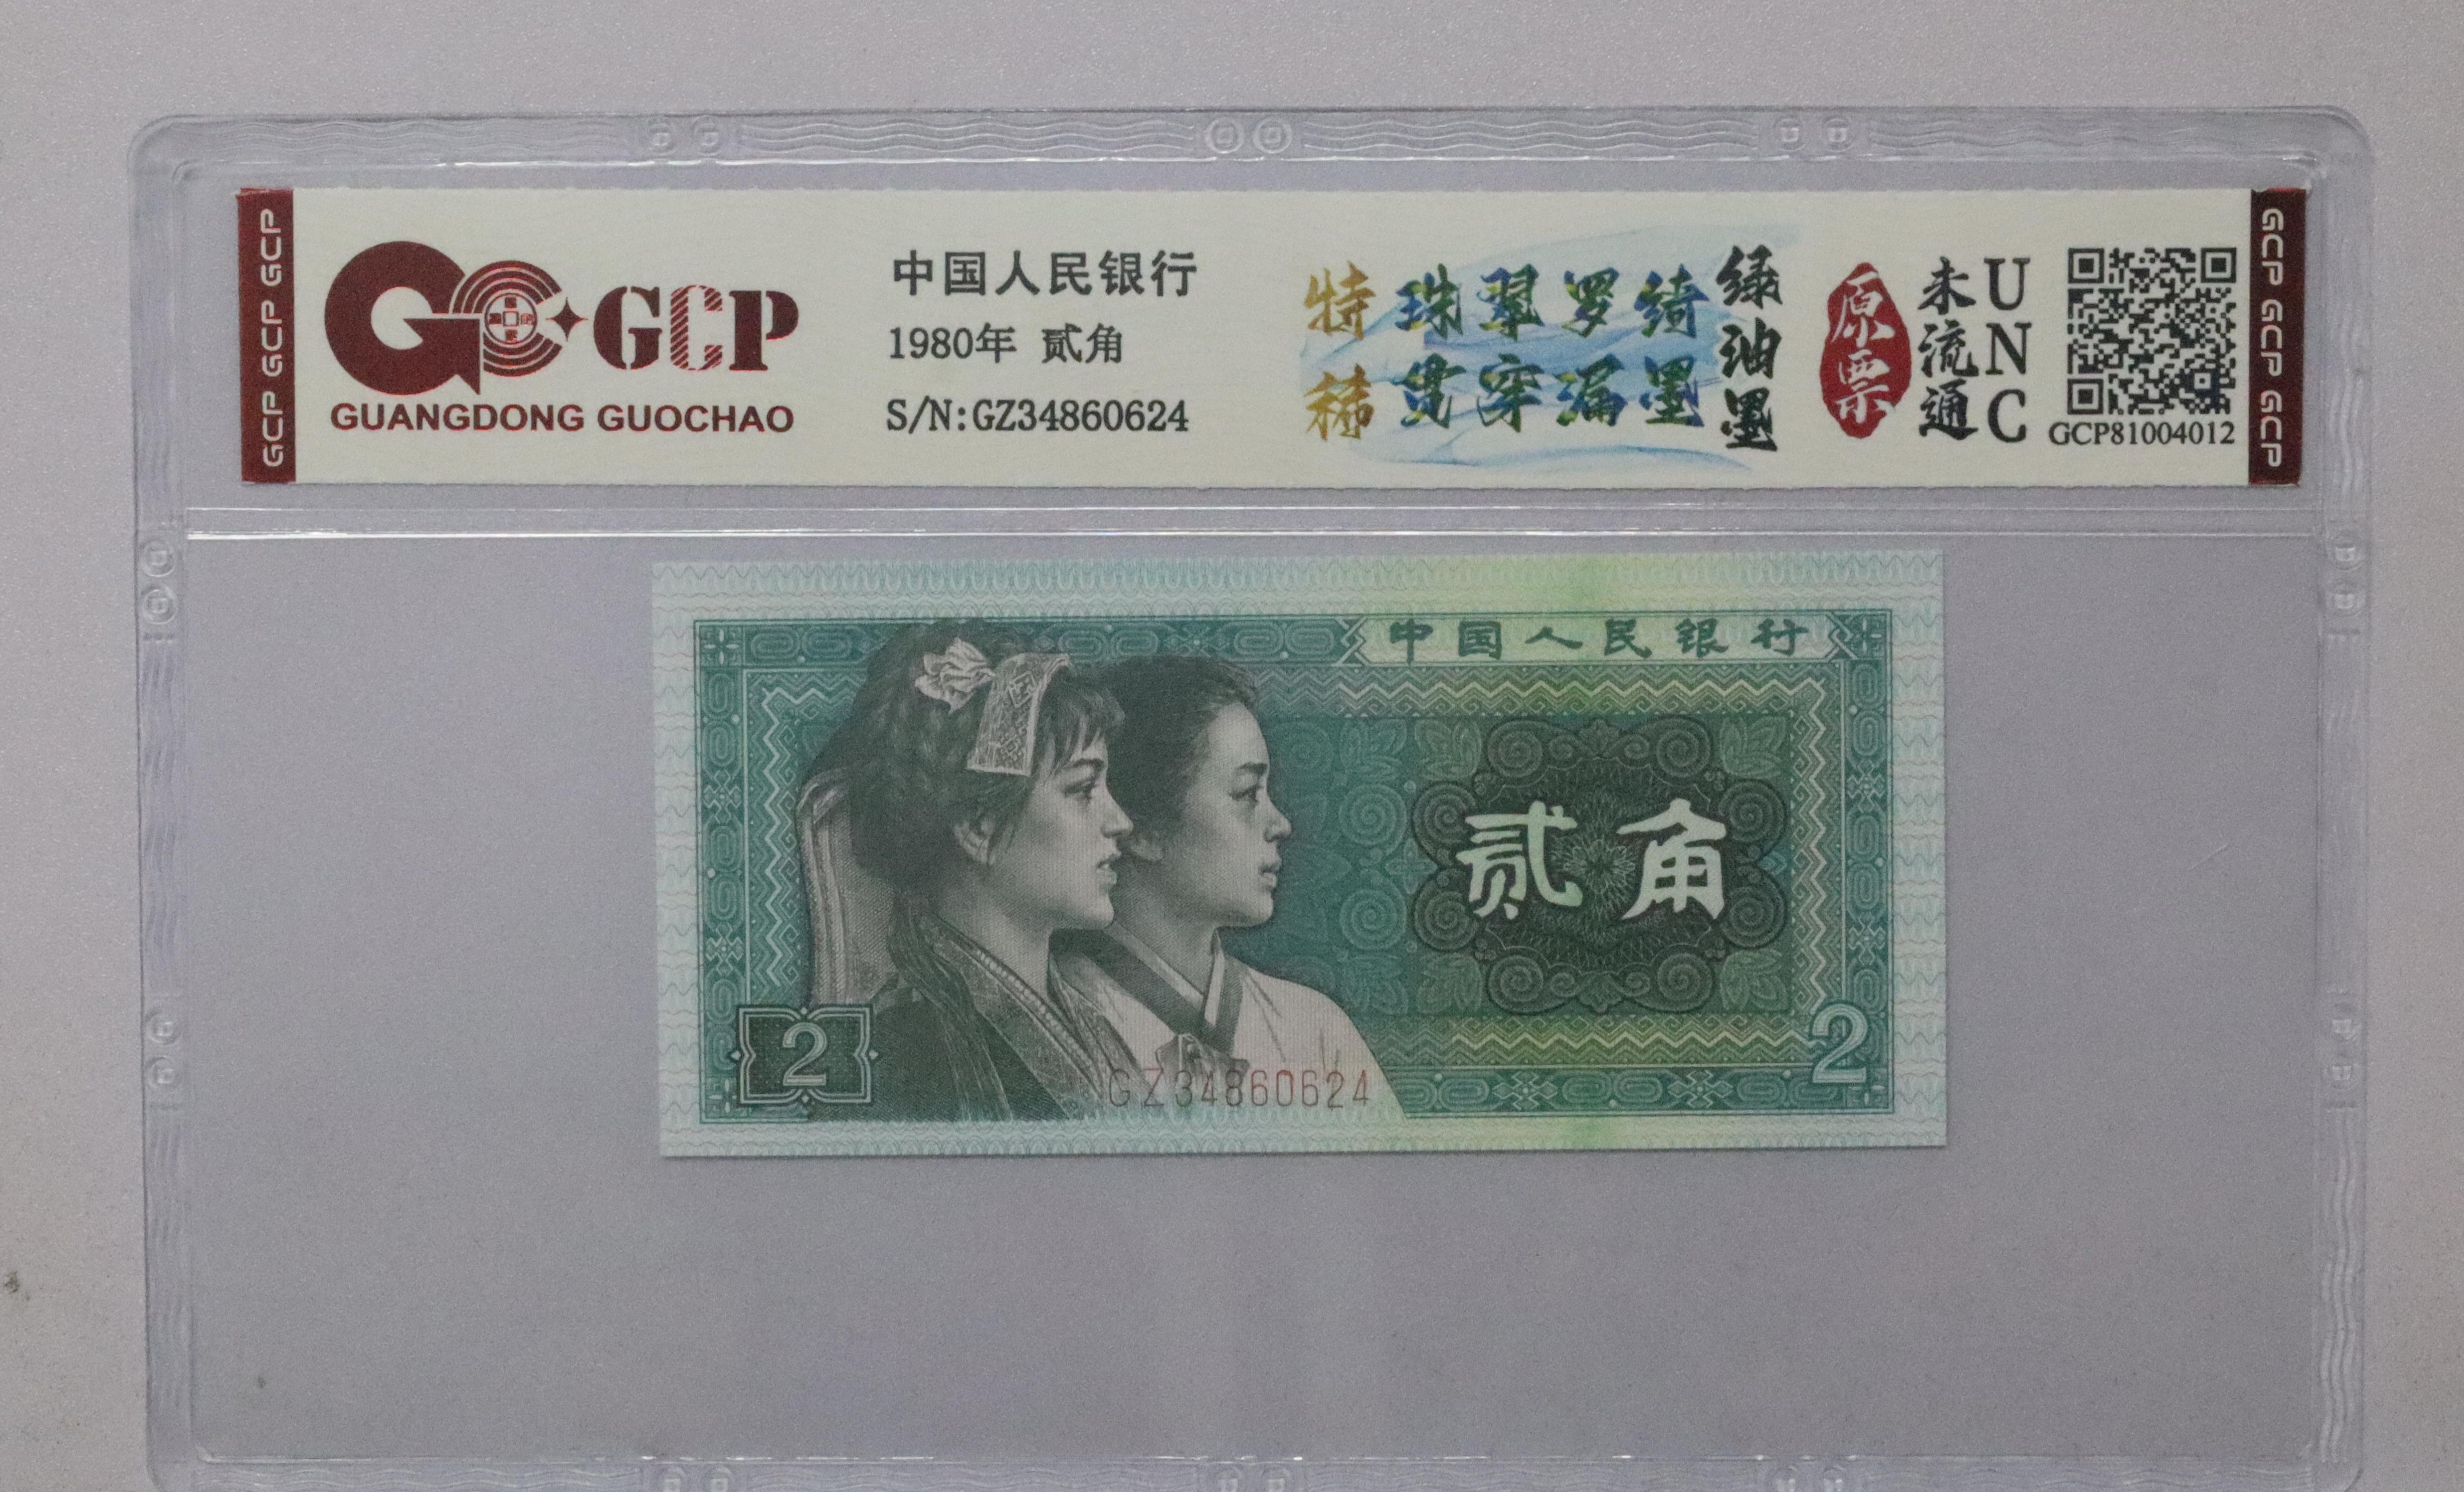 GCP GCP GCP
GCP
GUANGDONG GUOCHAO
中国人民银行
1980年 贰角
S/N:GZ34860624
特稀
珠翠罗绮
贯穿漏墨
绿油墨
原票
未流通
UNC
GCP81004012
GCP GCP GCP
中国人民银行
贰角
2
2
GZ34860624